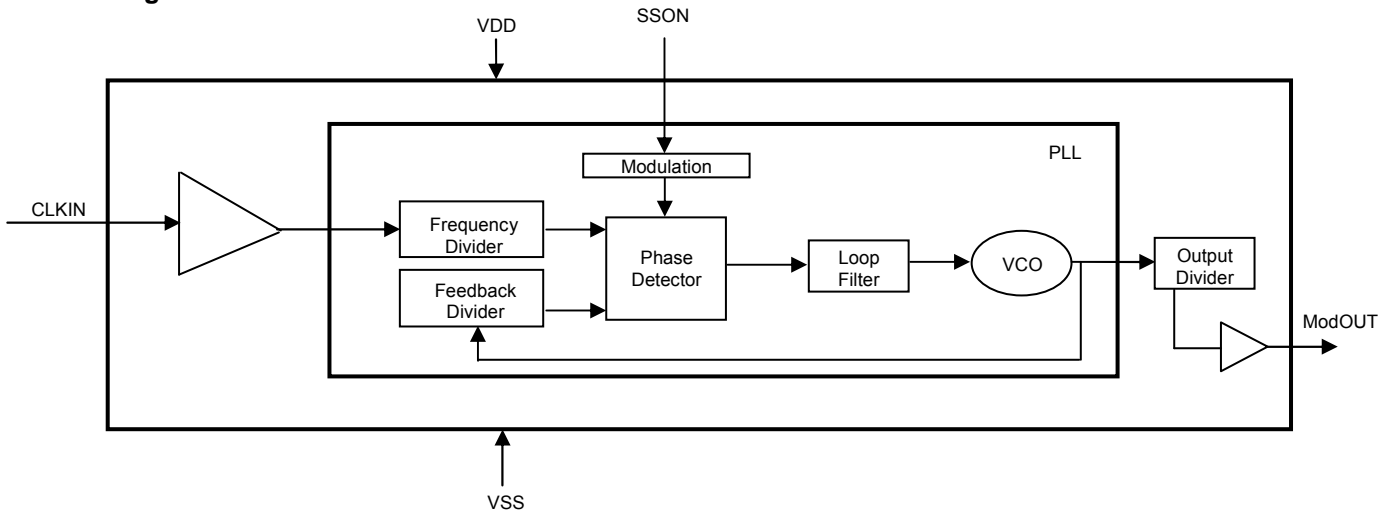 SSON
VDD
PLL
Modulation
CLKIN
Frequency
Divider
Phase
Detector
Loop
Filter
VCO
Output
Divider
Feedback
Divider
ModOUT
VSS